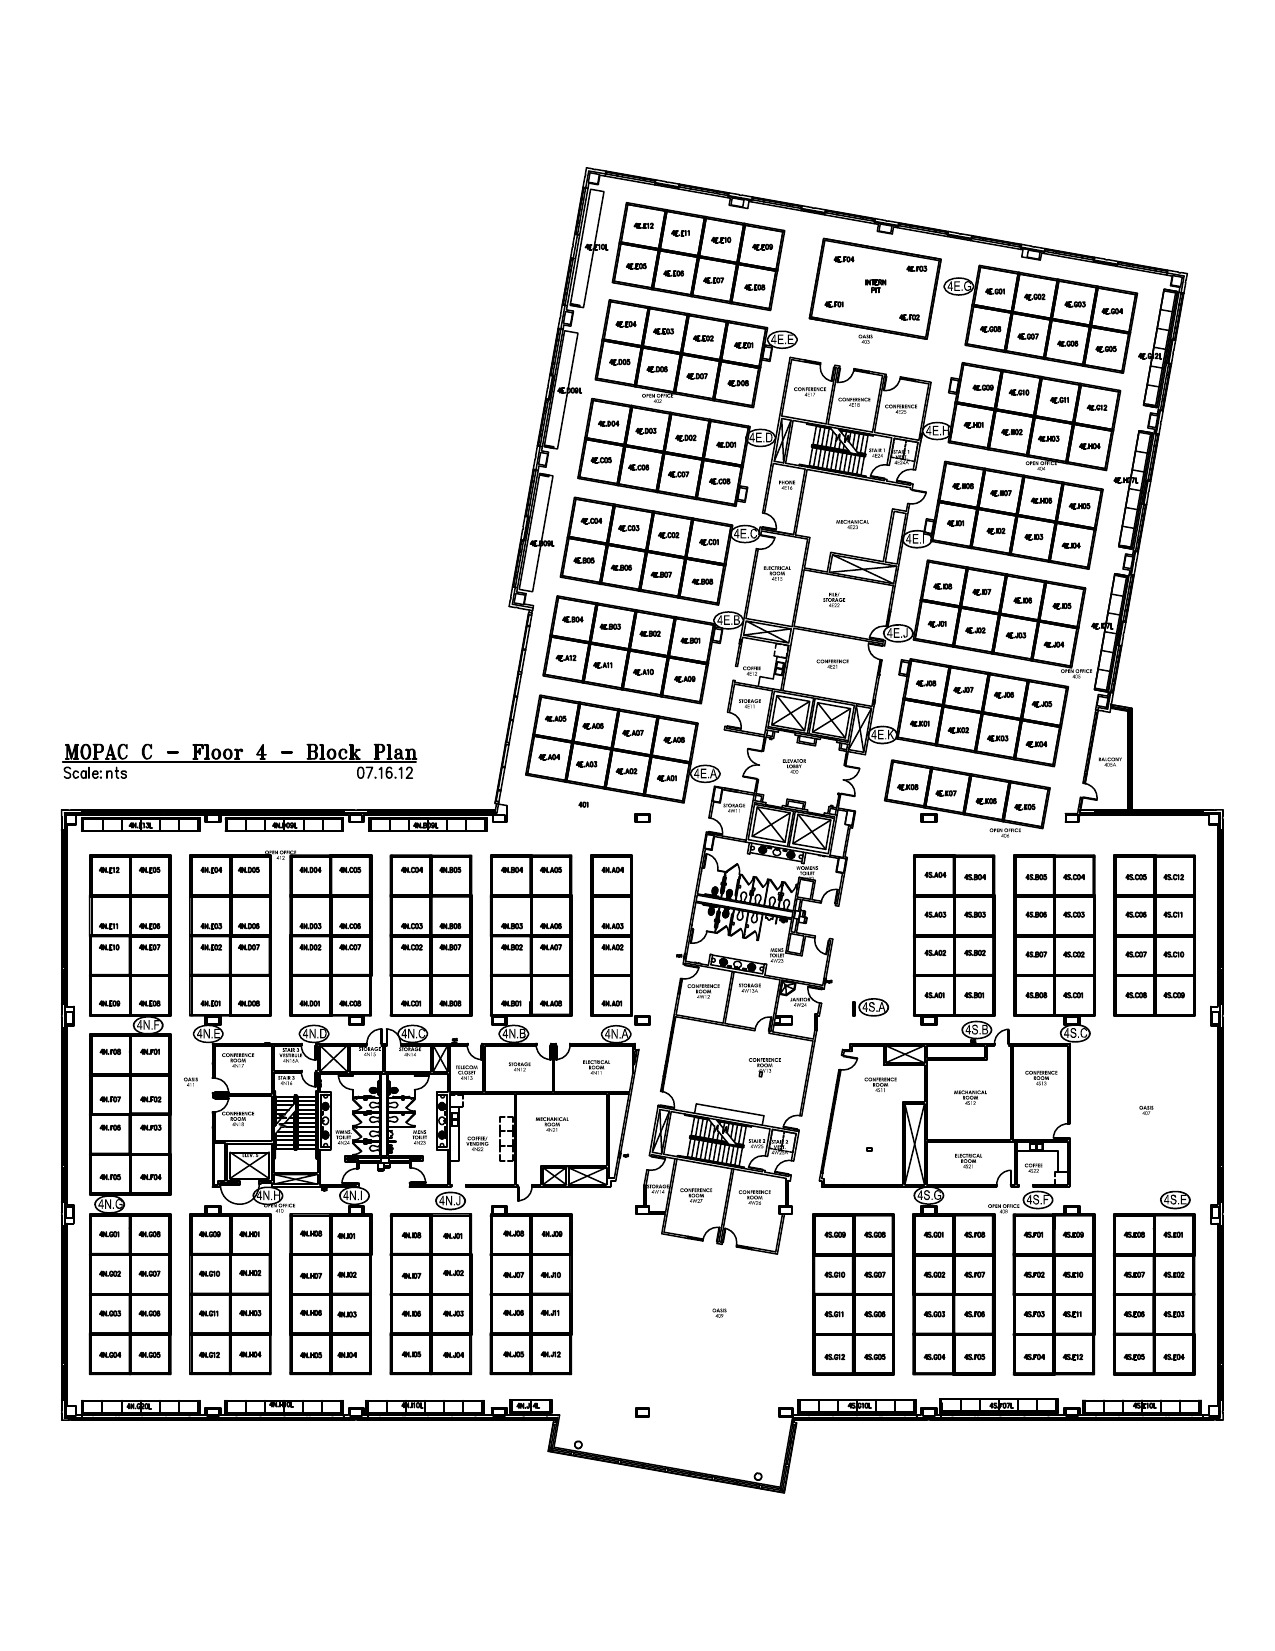 MOPAC C - Floor 4 - Block Plan
Scale: nts 07.16.12
4E.E12 4E.E11 4E.E10 4E.E09
4E.E05 4E.E06 4E.E07 4E.E08
4E.E10L
4E.F04 4E.F03
INTERN
PIT
4E.F01 4E.F02
OASIS
403
4E.G
4E.G01 4E.G02 4E.G03 4E.G04
4E.G08 4E.G07 4E.G06 4E.G05
4E.G12L
4E.E04 4E.E03 4E.E02 4E.E01
4E.D05 4E.D06 4E.D07 4E.D08
4E.E
OPEN OFFICE
402
4E.D09L
CONFERENCE
4E17
CONFERENCE
4E18
CONFERENCE
4E25
4E.G09 4E.G10 4E.G11 4E.G12
4E.H01 4E.H02 4E.H03 4E.H04
4E.H
OPEN OFFICE
404
4E.H07L
4E.D04 4E.D03 4E.D02 4E.D01
4E.C05 4E.C06 4E.C07 4E.C08
4E.D
STAIR 1
4E24
STAIR 1
VEST
4E24A
PHONE
4E16
MECHANICAL
4E23
4E.H08 4E.H07 4E.H06 4E.H05
4E.I01 4E.I02 4E.I03 4E.I04
4E.I
4E.C04 4E.C03 4E.C02 4E.C01
4E.B05 4E.B06 4E.B07 4E.B08
4E.C
4E.B09L
ELECTRICAL
ROOM
4E15
FILE/
STORAGE
4E22
4E.I08 4E.I07 4E.I06 4E.I05
4E.J01 4E.J02 4E.J03 4E.J04
4E.J
4E.I07L
4E.B04 4E.B03 4E.B02 4E.B01
4E.A12 4E.A11 4E.A10 4E.A09
4E.B
COFFEE
4E12
CONFERENCE
4E21
OPEN OFFICE
405
4E.J08 4E.J07 4E.J06 4E.J05
4E.K01 4E.K02 4E.K03 4E.K04
4E.K
STORAGE
4E11
4E.A05 4E.A06 4E.A07 4E.A08
4E.A04 4E.A03 4E.A02 4E.A01
4E.A
401
ELEVATOR
LOBBY
400
BALCONY
405A
4E.K08 4E.K07 4E.K06 4E.K05
OPEN OFFICE
406
STORAGE
4W11
4N.E13L 4N.D09L 4N.B09L
OPEN OFFICE
412
4N.E12 4N.E05 4N.E04 4N.D05 4N.D04 4N.C05 4N.C04 4N.B05 4N.B04 4N.A05 4N.A04
4N.E11 4N.E06 4N.E03 4N.D06 4N.D03 4N.C06 4N.C03 4N.B06 4N.B03 4N.A06 4N.A03
4N.E10 4N.E07 4N.E02 4N.D07 4N.D02 4N.C07 4N.C02 4N.B07 4N.B02 4N.A07 4N.A02
4N.E09 4N.E08 4N.E01 4N.D08 4N.D01 4N.C08 4N.C01 4N.B08 4N.B01 4N.A08 4N.A01
4N.F 4N.E 4N.D 4N.C 4N.B 4N.A
WOMENS
TOILET
MENS
TOILET
4W23
CONFERENCE
ROOM
4W12
STORAGE
4W13A
JANITOR
4W24
CONFERENCE
ROOM
4W13
STAIR 2
4W25
STAIR 2
VEST
4W25A
STORAGE
4W14
CONFERENCE
ROOM
4W27
CONFERENCE
ROOM
4W26
4S.A04 4S.B04 4S.B05 4S.C04 4S.C05 4S.C12
4S.A03 4S.B03 4S.B06 4S.C03 4S.C06 4S.C11
4S.A02 4S.B02 4S.B07 4S.C02 4S.C07 4S.C10
4S.A01 4S.B01 4S.B08 4S.C01 4S.C08 4S.C09
4S.A 4S.B 4S.C
4N.F08 4N.F01
4N.F07 4N.F02
4N.F06 4N.F03
4N.F05 4N.F04
OASIS
411
CONFERENCE
ROOM
4N17
CONFERENCE
ROOM
4N18
STAIR 3
VESTIBULE
4N16A
STAIR 3
4N16
ELEV. 5
STORAGE
4N15
STORAGE
4N14
WMNS
TOILET
4N24
MENS
TOILET
4N23
TELECOM
CLOSET
4N13
STORAGE
4N12
ELECTRICAL
ROOM
4N11
COFFEE/
VENDING
4N22
MECHANICAL
ROOM
4N21
CONFERENCE
ROOM
4S11
MECHANICAL
ROOM
4S12
CONFERENCE
ROOM
4S13
ELECTRICAL
ROOM
4S21
COFFEE
4S22
OASIS
407
4N.G 4N.H 4N.I 4N.J
OPEN OFFICE
410
4S.G 4S.F 4S.E
OPEN OFFICE
408
4N.G01 4N.G08 4N.G09 4N.H01 4N.H08 4N.I01 4N.I08 4N.J01 4N.J08 4N.J09
4N.G02 4N.G07 4N.G10 4N.H02 4N.H07 4N.I02 4N.I07 4N.J02 4N.J07 4N.J10
4N.G03 4N.G06 4N.G11 4N.H03 4N.H06 4N.I03 4N.I06 4N.J03 4N.J06 4N.J11
4N.G04 4N.G05 4N.G12 4N.H04 4N.H05 4N.I04 4N.I05 4N.J04 4N.J05 4N.J12
OASIS
409
4S.G09 4S.G08 4S.G01 4S.F08 4S.F01 4S.E09 4S.E08 4S.E01
4S.G10 4S.G07 4S.G02 4S.F07 4S.F02 4S.E10 4S.E07 4S.E02
4S.G11 4S.G06 4S.G03 4S.F06 4S.F03 4S.E11 4S.E06 4S.E03
4S.G12 4S.G05 4S.G04 4S.F05 4S.F04 4S.E12 4S.E05 4S.E04
4N.G20L 4N.I10L
4S.G10L 4S.F07L 4S.E10L